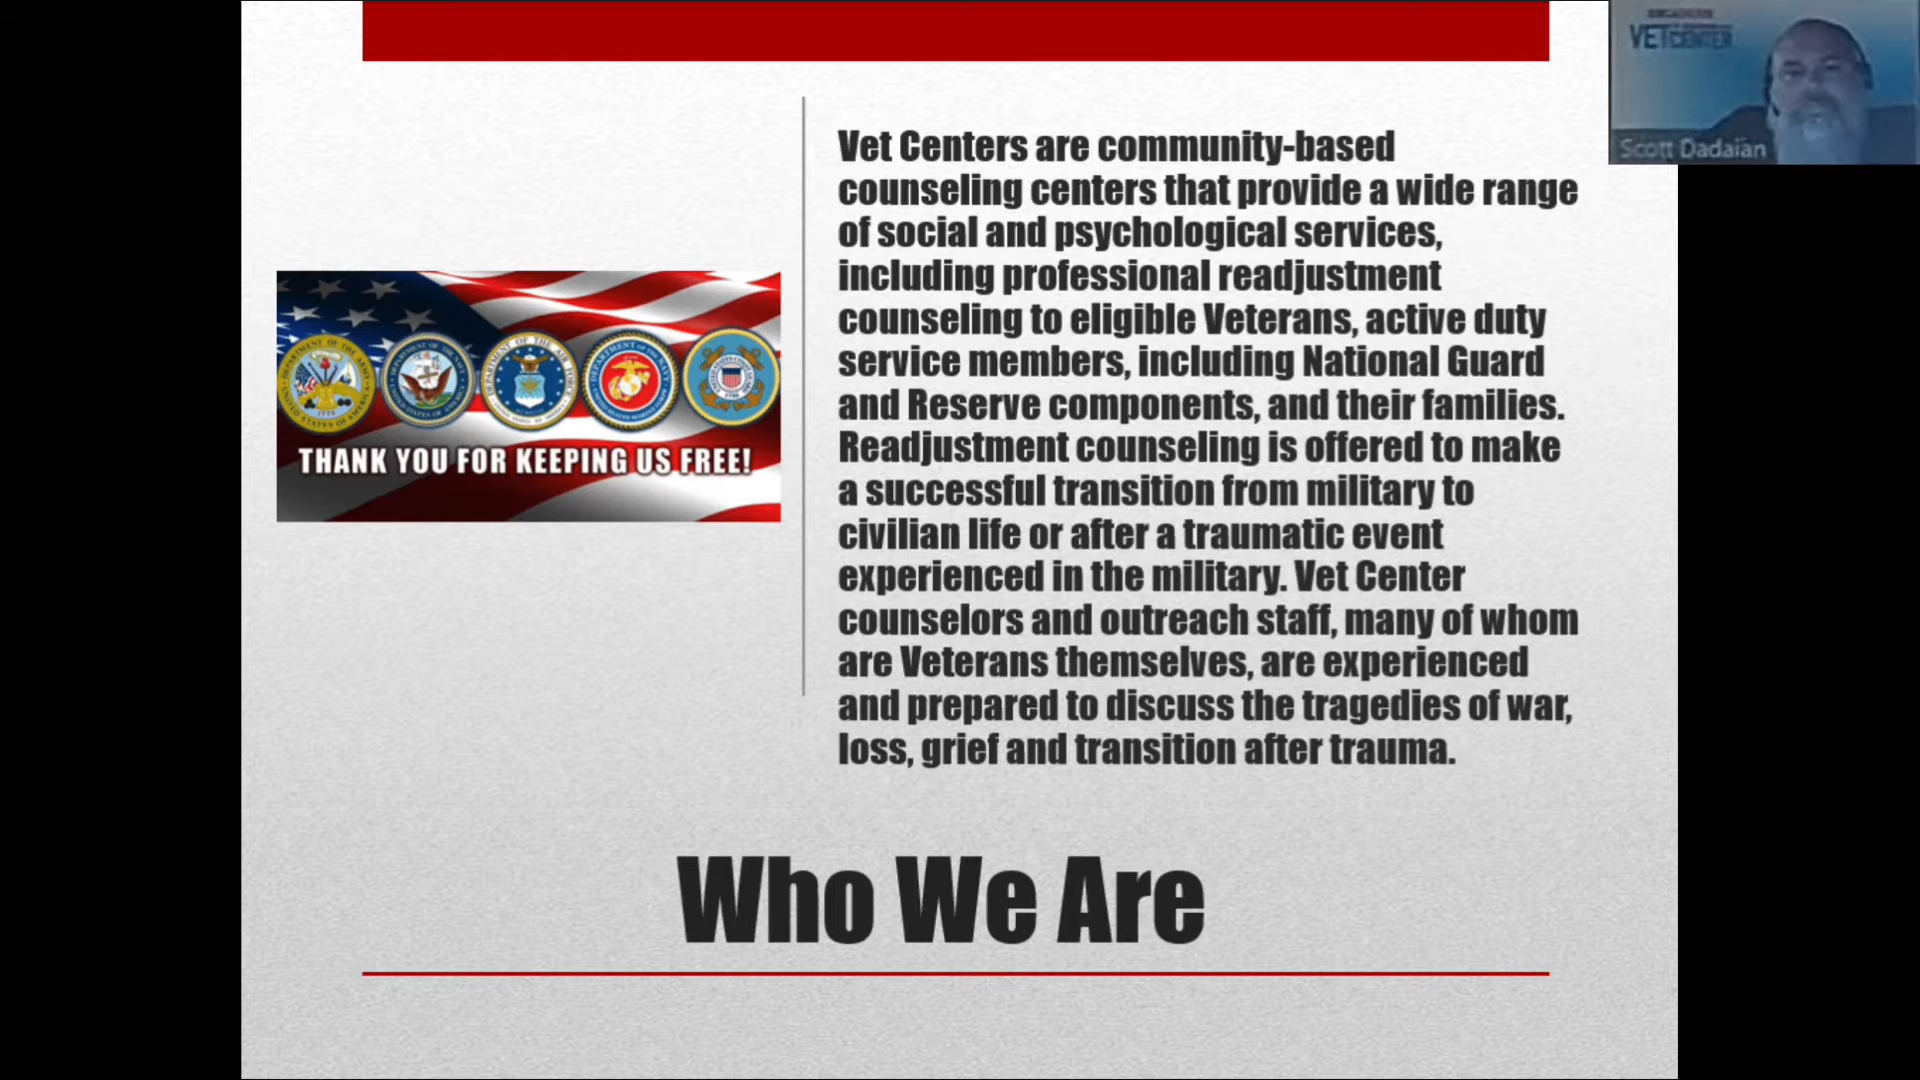 Vet Centers are community-based
counseling centers that provide a wide range
of social and psychological services,
including professional readjustment
counseling to eligible Veterans, active duty
service members, including National Guard
and Reserve components, and their families.
Readjustment counseling is offered to make
a successful transition from military to
civilian life or after a traumatic event
experienced in the military. Vet Center
counselors and outreach staff, many of whom
are Veterans themselves, are experienced
and prepared to discuss the tragedies of war,
loss, grief and transition after trauma.
THANK YOU FOR KEEPING US FREE!
Who We Are
VET CENTER
Scott Dadaian